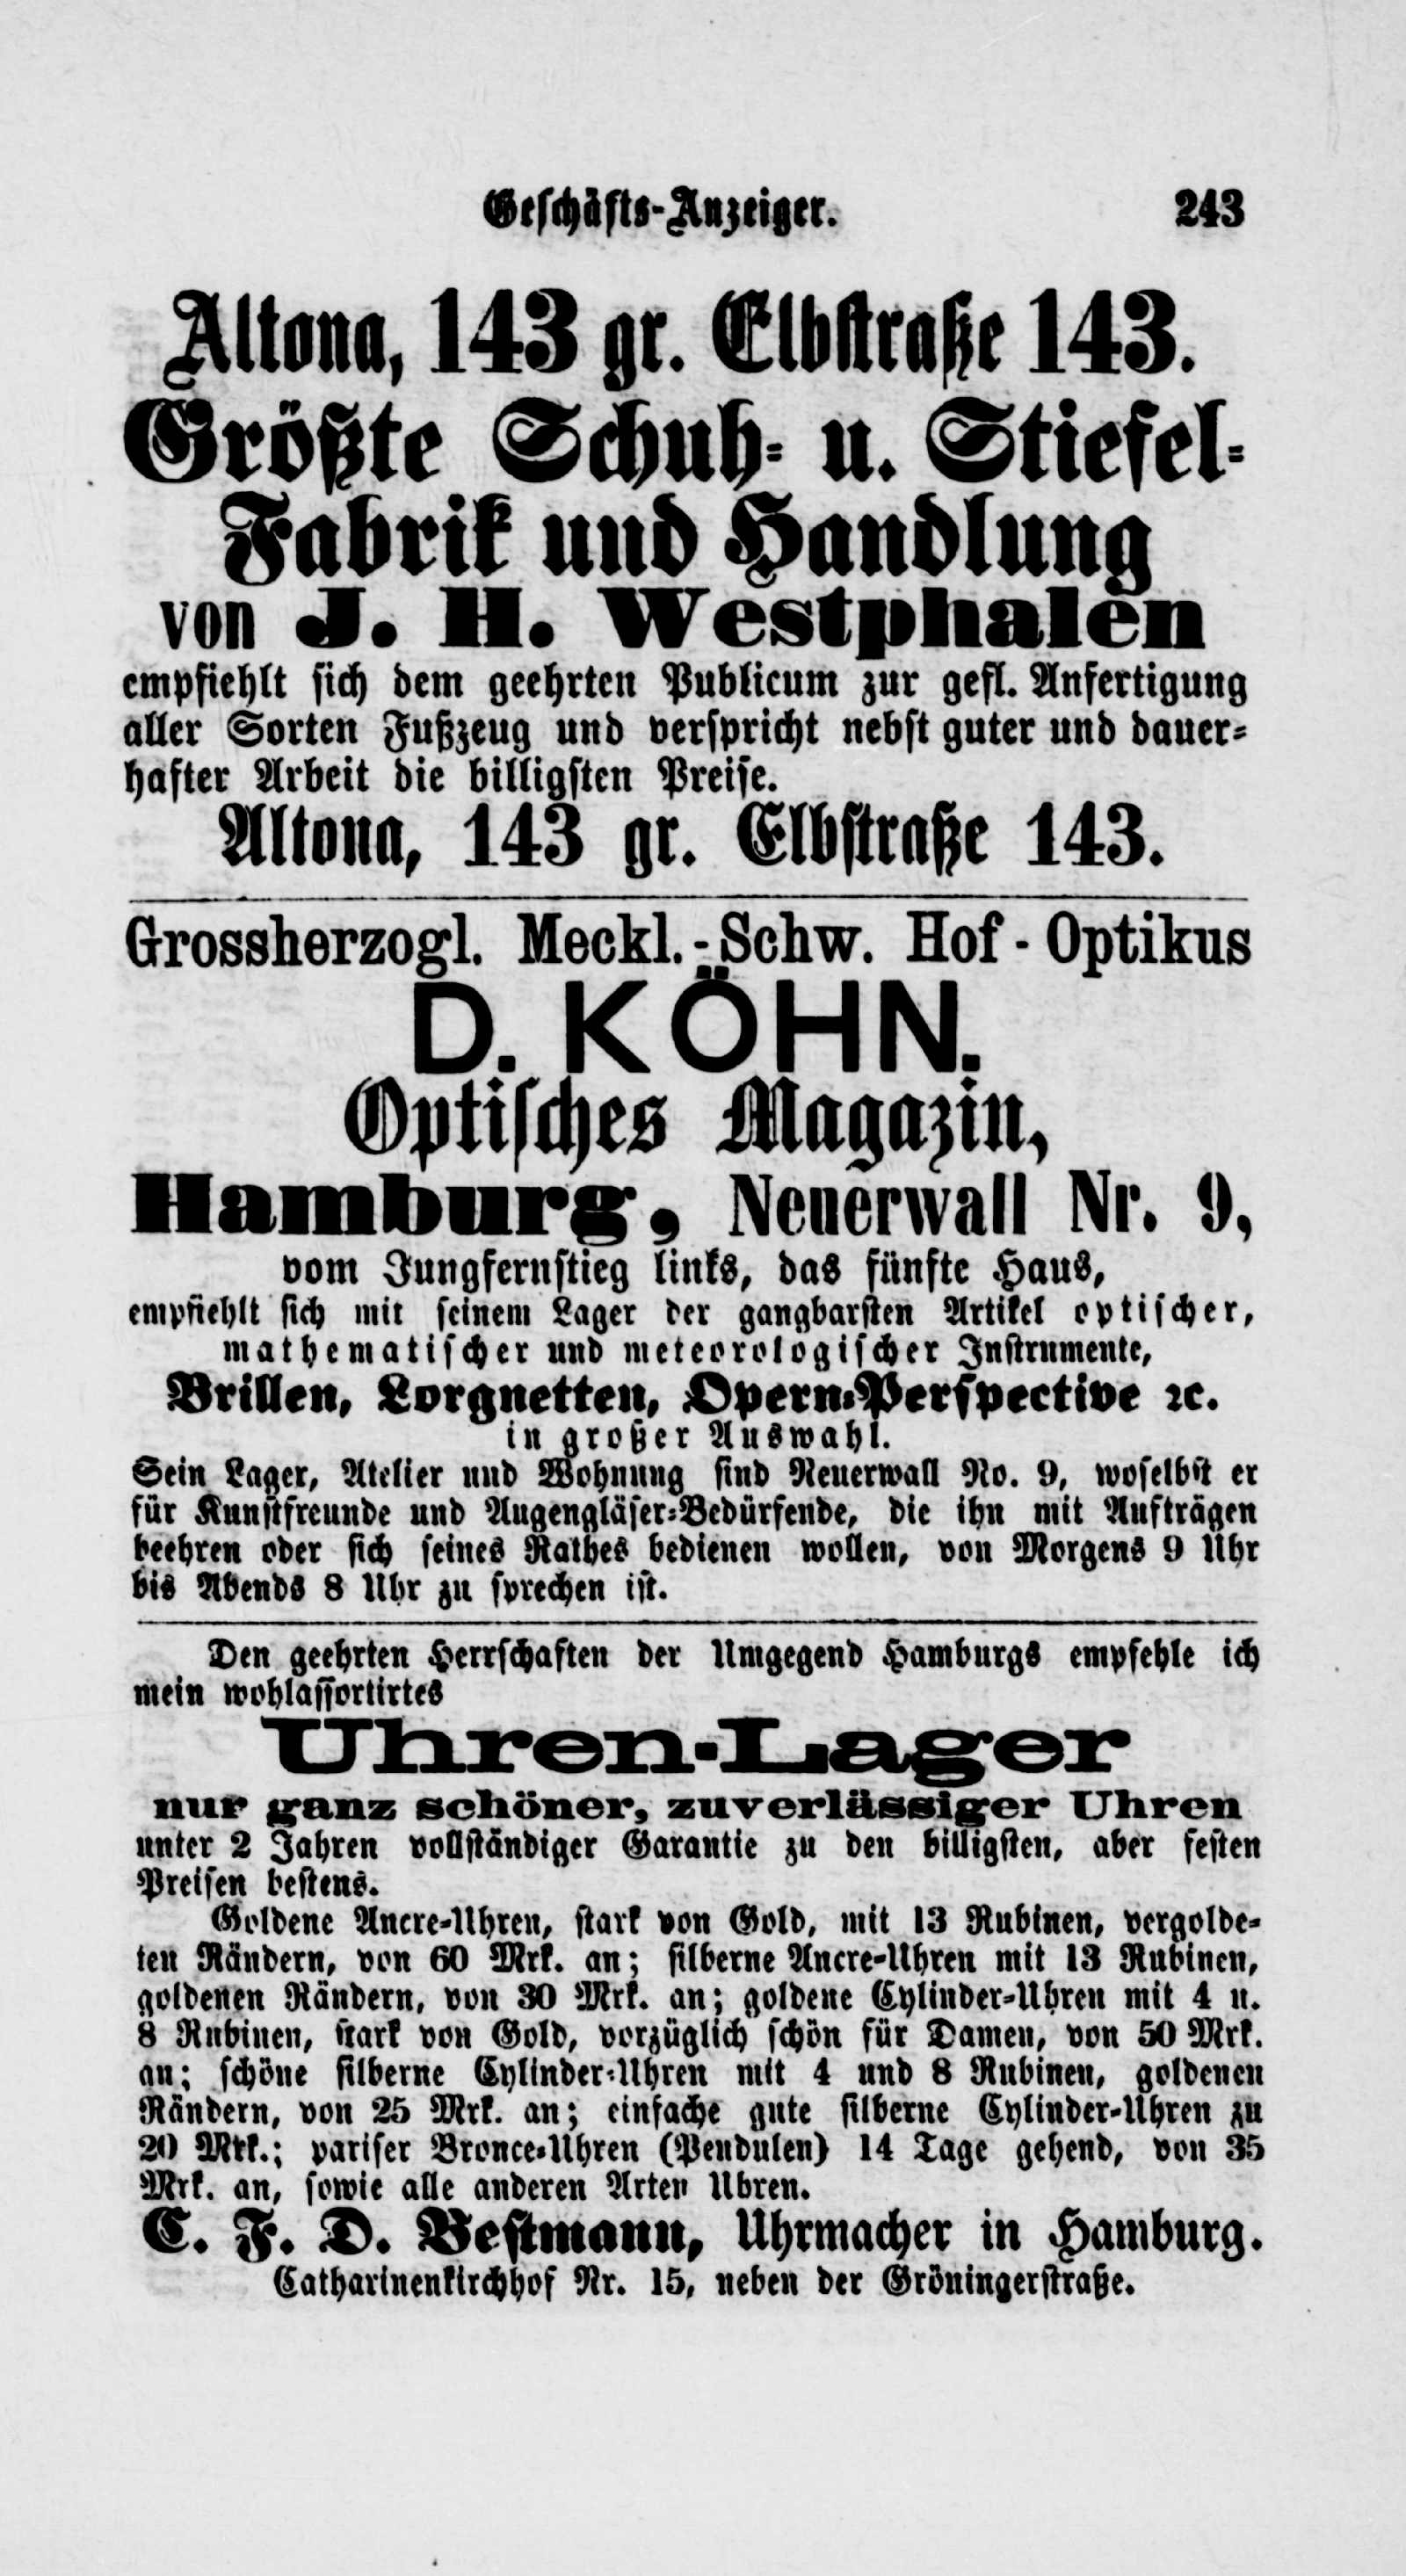 Geschäfts-Anzeiger. 243
Altona, 143 gr. Elbstraße 143.
Größte Schuh- u. Stiefel-
Fabrik und Handlung
von J. H. Westphalen
empfiehlt sich dem geehrten Publicum zur gefl. Anfertigung
aller Sorten Fußzeug und verspricht nebst guter und dauer-
hafter Arbeit die billigsten Preise.
Altona, 143 gr. Elbstraße 143.
Grossherzogl. Meckl.-Schw. Hof-Optikus
D. KÖHN.
Optisches Magazin,
Hamburg, Neuerwall Nr. 9,
vom Jungfernstieg links, das fünfte Haus,
empfiehlt sich mit seinem Lager der gangbarsten Artikel optischer,
mathematischer und meteorologischer Instrumente,
Brillen, Lorgnetten, Opern-Perspective ꝛc.
in großer Auswahl.
Sein Lager, Atelier und Wohnung sind Neuerwall No. 9, woselbst er
für Kunstfreunde und Augengläser-Bedürfende, die ihn mit Aufträgen
beehren oder sich seines Rathes bedienen wollen, von Morgens 9 Uhr
bis Abends 8 Uhr zu sprechen ist.
Den geehrten Herrschaften der Umgegend Hamburgs empfehle ich
mein wohlassortirtes
Uhren-Lager
nur ganz schöner, zuverlässiger Uhren
unter 2 Jahren vollständiger Garantie zu den billigsten, aber festen
Preisen bestens.
Goldene Ancre-Uhren, stark von Gold, mit 13 Rubinen, vergolde-
ten Rändern, von 60 Mrk. an; silberne Ancre-Uhren mit 13 Rubinen,
goldenen Rändern, von 30 Mrk. an; goldene Cylinder-Uhren mit 4 u.
8 Rubinen, stark von Gold, vorzüglich schön für Damen, von 50 Mrk.
an; schöne silberne Cylinder-Uhren mit 4 und 8 Rubinen, goldenen
Rändern, von 25 Mrk. an; einfache gute silberne Cylinder-Uhren zu
20 Mrk.; pariser Bronce-Uhren (Pendulen) 14 Tage gehend, von 35
Mrk. an, sowie alle anderen Arten Uhren.
C. F. D. Bestmann, Uhrmacher in Hamburg.
Catharinenkirchhof Nr. 15, neben der Gröningerstraße.